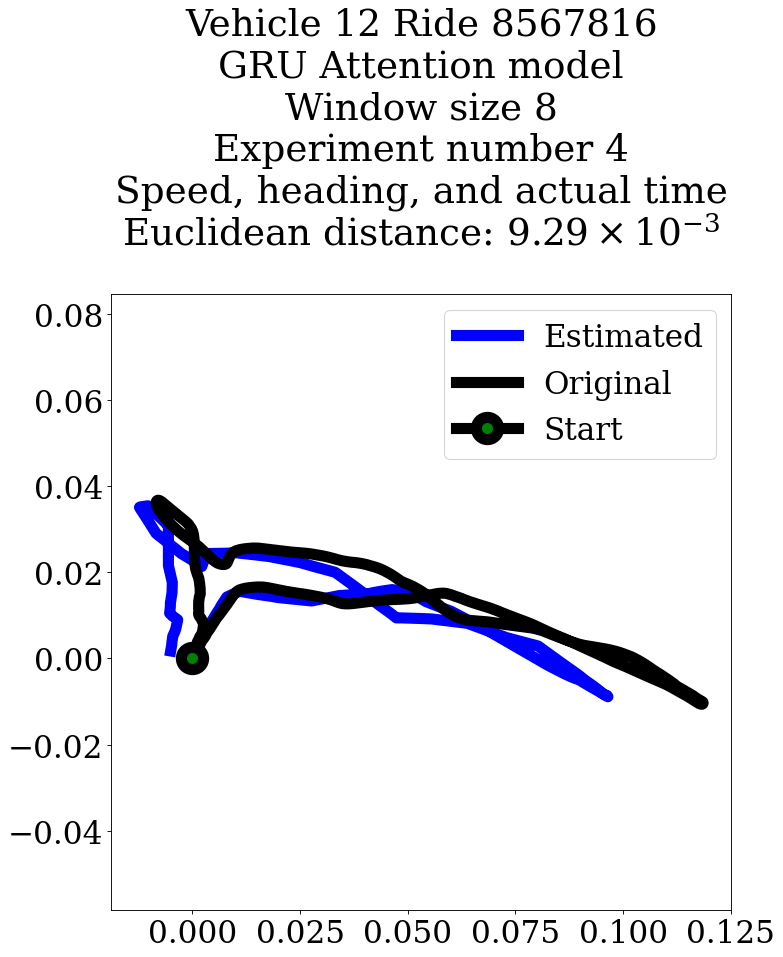 Vehicle 12 Ride 8567816
GRU Attention model
Window size 8
Experiment number 4
Speed, heading, and actual time
Euclidean distance: 9.29 × 10⁻³
Estimated
Original
Start
0.08
0.06
0.04
0.02
0.00
−0.02
−0.04
0.000 0.025 0.050 0.075 0.100 0.125